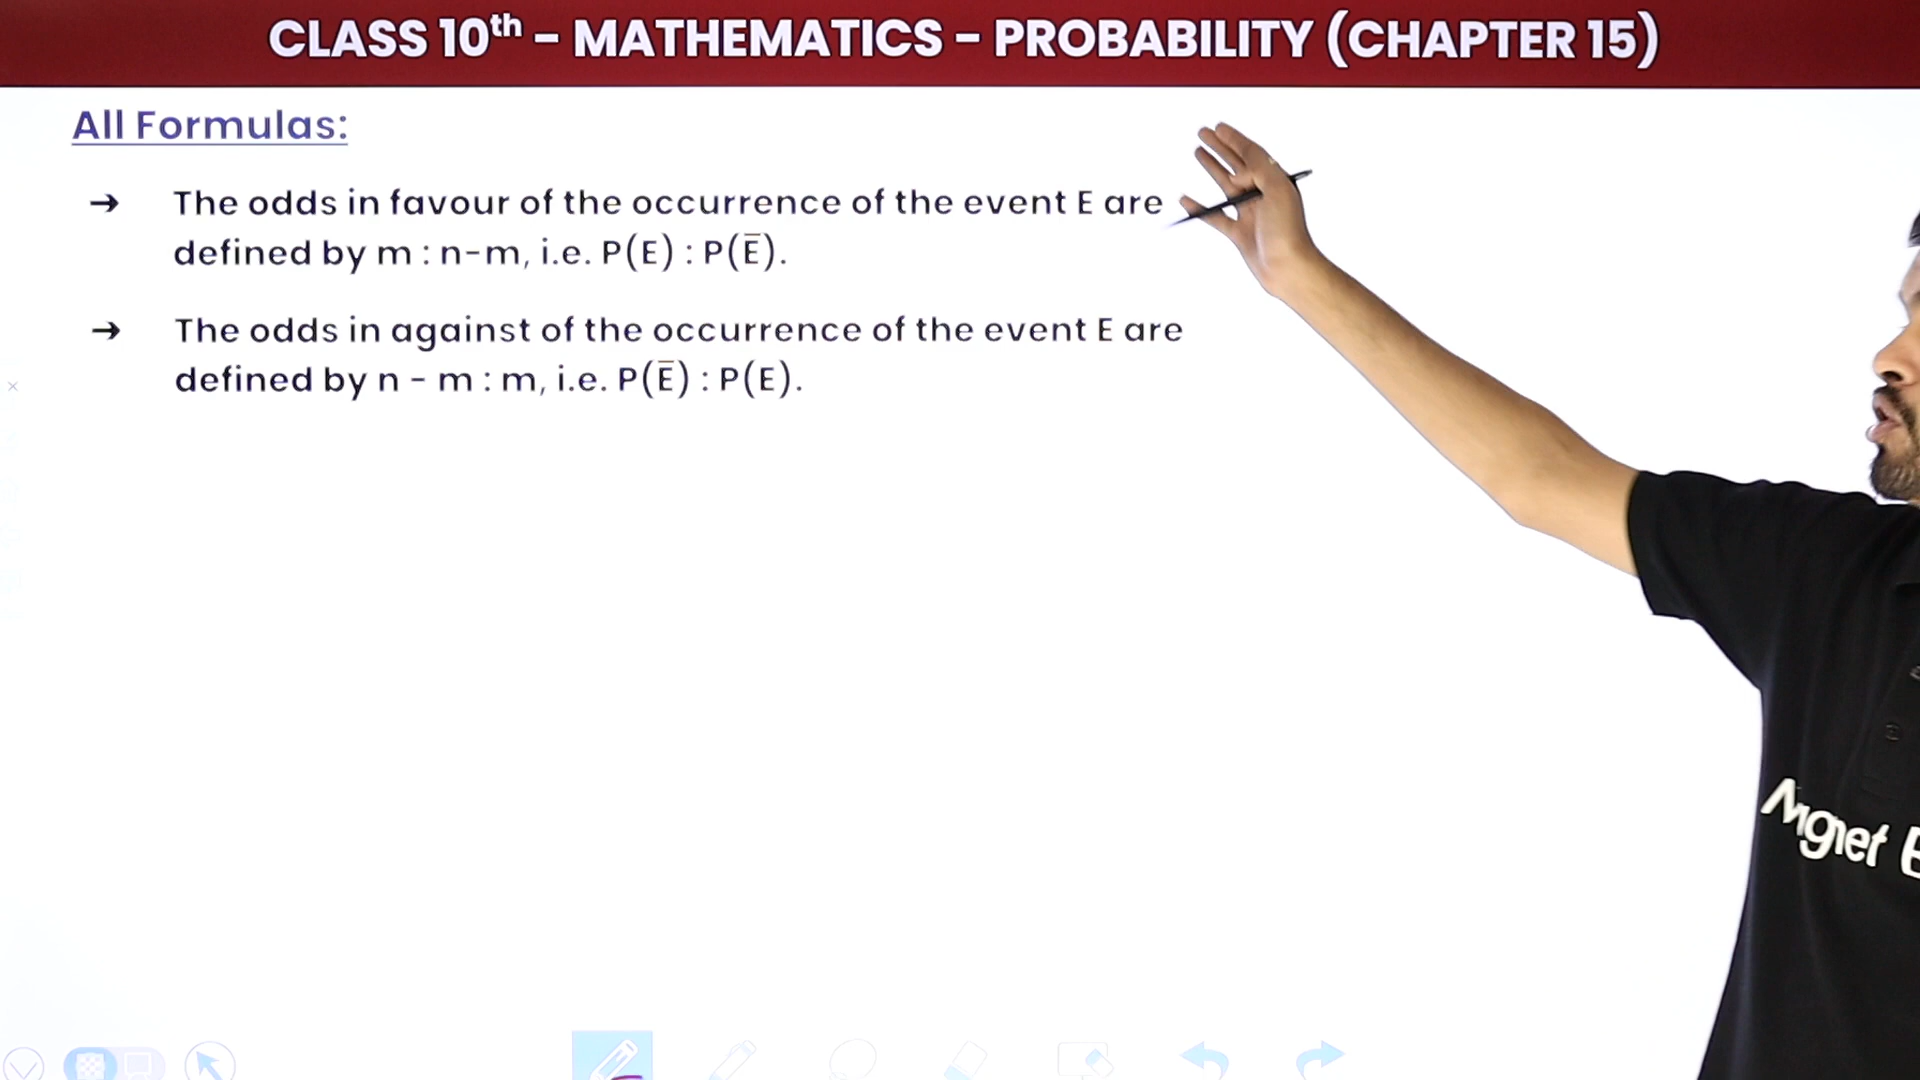 CLASS 10th - MATHEMATICS - PROBABILITY (CHAPTER 15)
All Formulas:
→ The odds in favour of the occurrence of the event E are
defined by m : n-m, i.e. P(E) : P(E̅).
→ The odds in against of the occurrence of the event E are
defined by n - m : m, i.e. P(E̅) : P(E).
Magnet E